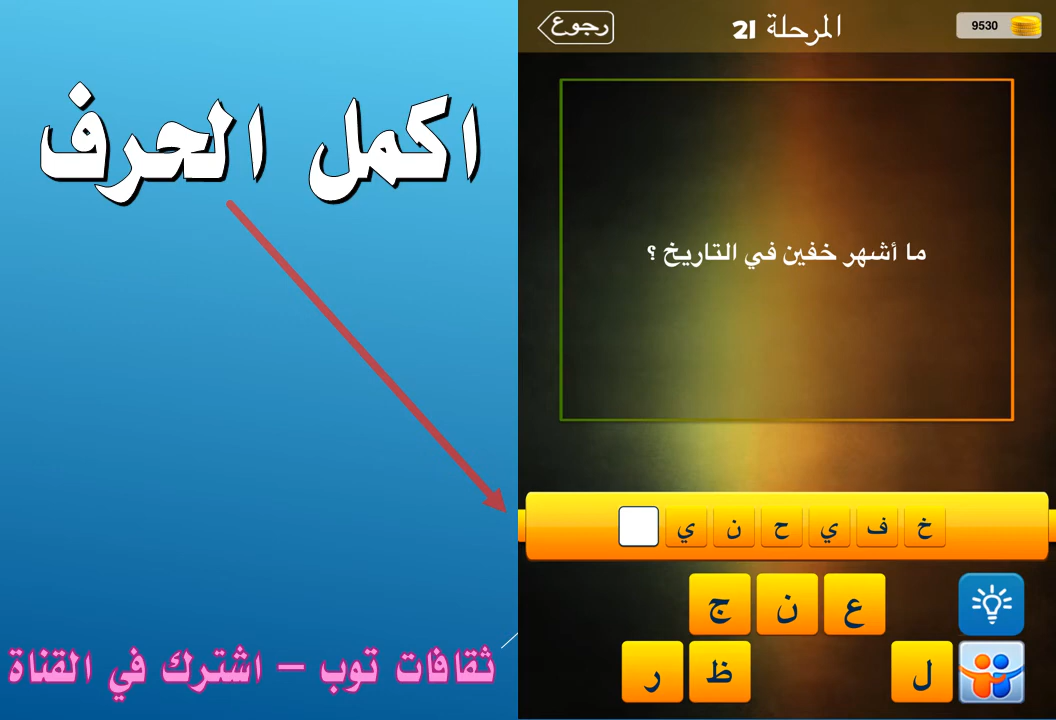 اكمل الحرف
ثقافات توب – اشترك في القناة
رجوع
المرحلة 21
9530
ما أشهر خفين في التاريخ ؟
خ ف ي ح ن ي
ع ن ج
ل ظ ر